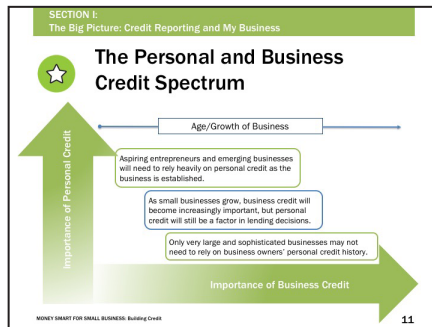 SECTION I:
The Big Picture: Credit Reporting and My Business
The Personal and Business
Credit Spectrum
Age/Growth of Business
Importance of Personal Credit
Aspiring entrepreneurs and emerging businesses
will need to rely heavily on personal credit as the
business is established.
As small businesses grow, business credit will
become increasingly important, but personal
credit will still be a factor in lending decisions.
Only very large and sophisticated businesses may not
need to rely on business owners' personal credit history.
Importance of Business Credit
MONEY SMART FOR SMALL BUSINESS: Building Credit
11